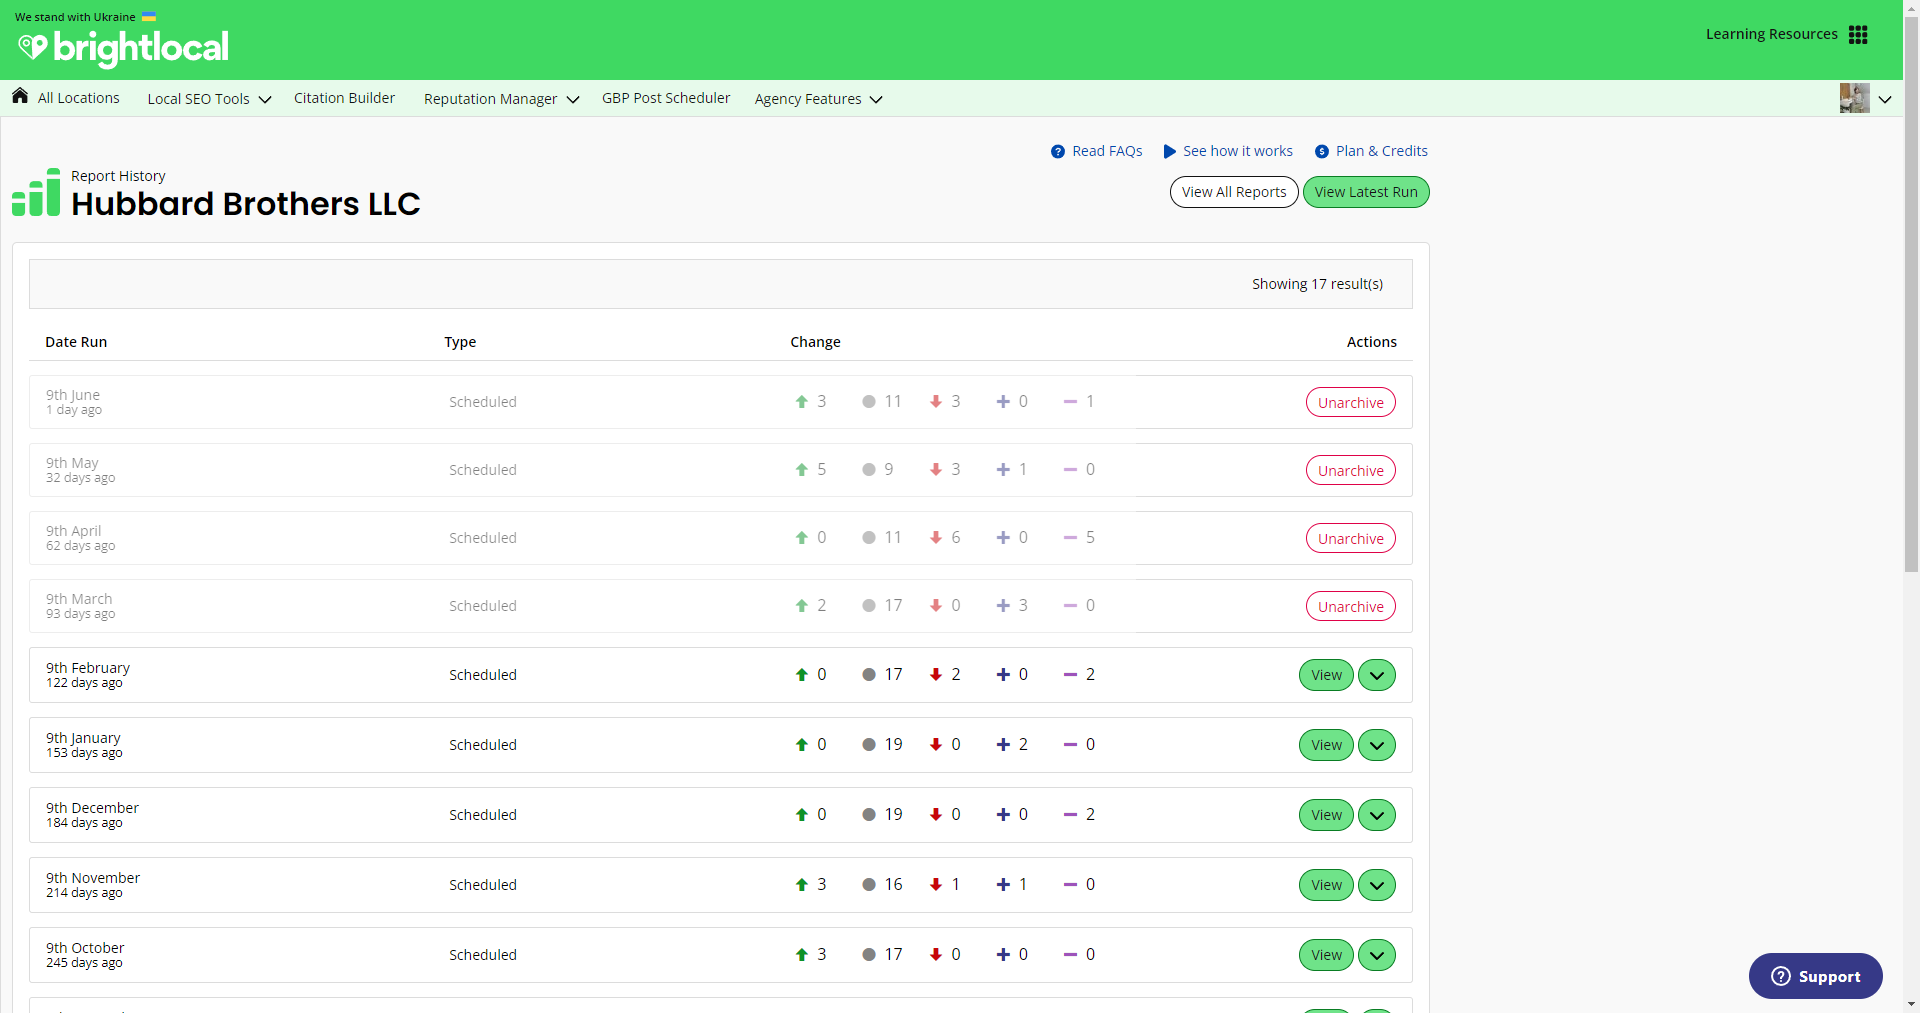 We stand with Ukraine
brightlocal
Learning Resources
All Locations Local SEO Tools Citation Builder Reputation Manager GBP Post Scheduler Agency Features
Read FAQs See how it works Plan & Credits
Report History
Hubbard Brothers LLC
View All Reports View Latest Run
Showing 17 result(s)
Date Run Type Change Actions
9th June
1 day ago
Scheduled 3 11 3 0 1 Unarchive
9th May
32 days ago
Scheduled 5 9 3 1 0 Unarchive
9th April
62 days ago
Scheduled 0 11 6 0 5 Unarchive
9th March
93 days ago
Scheduled 2 17 0 3 0 Unarchive
9th February
122 days ago
Scheduled 0 17 2 0 2 View
9th January
153 days ago
Scheduled 0 19 0 2 0 View
9th December
184 days ago
Scheduled 0 19 0 0 2 View
9th November
214 days ago
Scheduled 3 16 1 1 0 View
9th October
245 days ago
Scheduled 3 17 0 0 0 View
Support